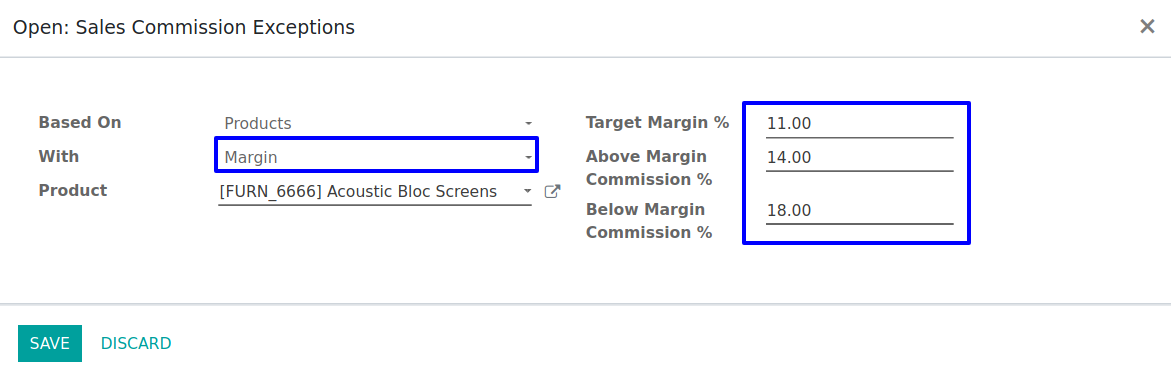 Open: Sales Commission Exceptions
×
Based On
Products
With
Margin
Product
[FURN_6666] Acoustic Bloc Screens
Target Margin %
11.00
Above Margin
Commission %
14.00
Below Margin
Commission %
18.00
SAVE
DISCARD